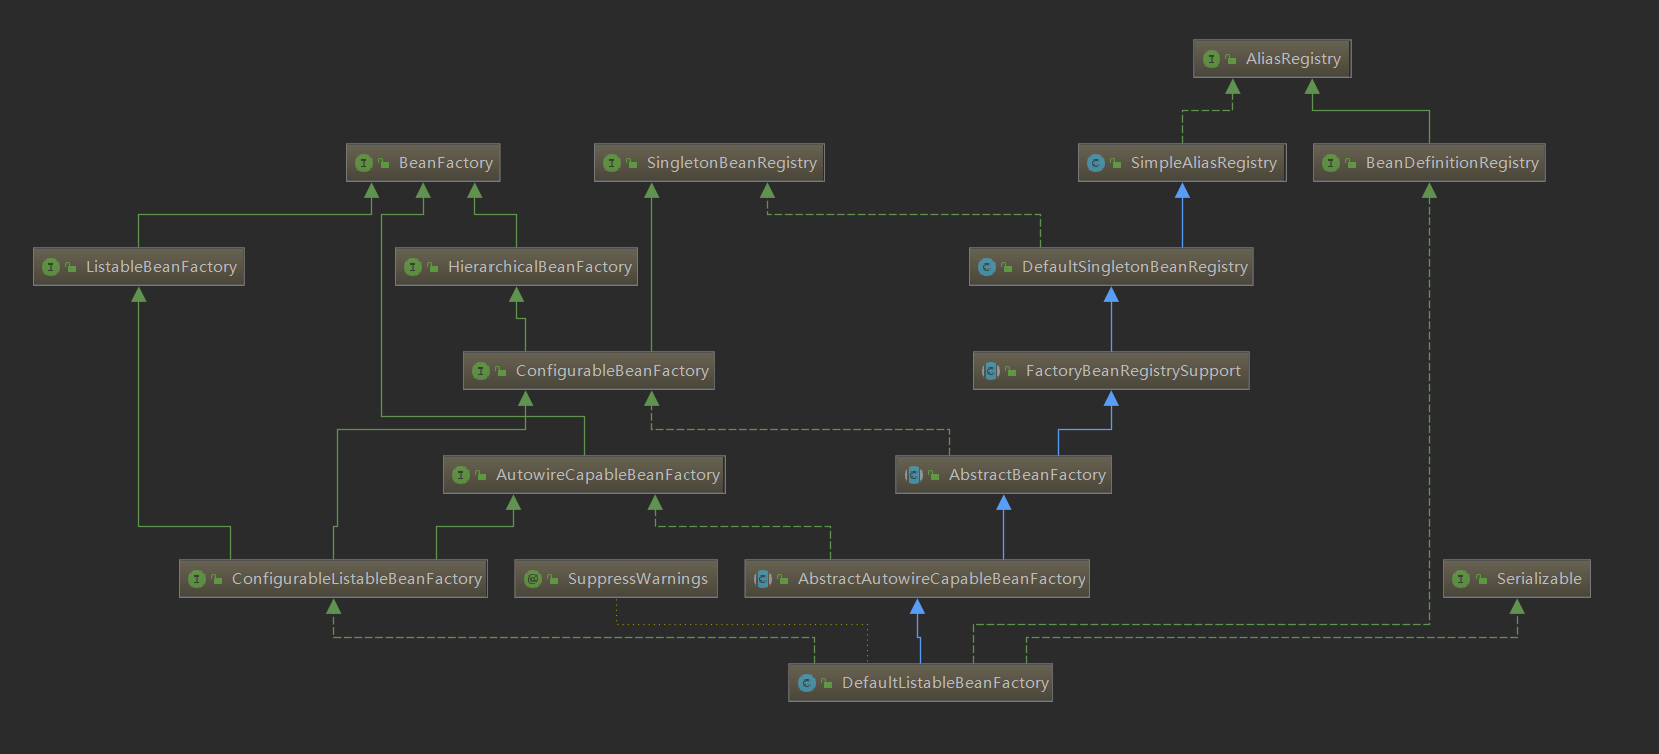 AliasRegistry
BeanFactory
SingletonBeanRegistry
SimpleAliasRegistry
BeanDefinitionRegistry
ListableBeanFactory
HierarchicalBeanFactory
DefaultSingletonBeanRegistry
ConfigurableBeanFactory
FactoryBeanRegistrySupport
AutowireCapableBeanFactory
AbstractBeanFactory
ConfigurableListableBeanFactory
SuppressWarnings
AbstractAutowireCapableBeanFactory
Serializable
DefaultListableBeanFactory